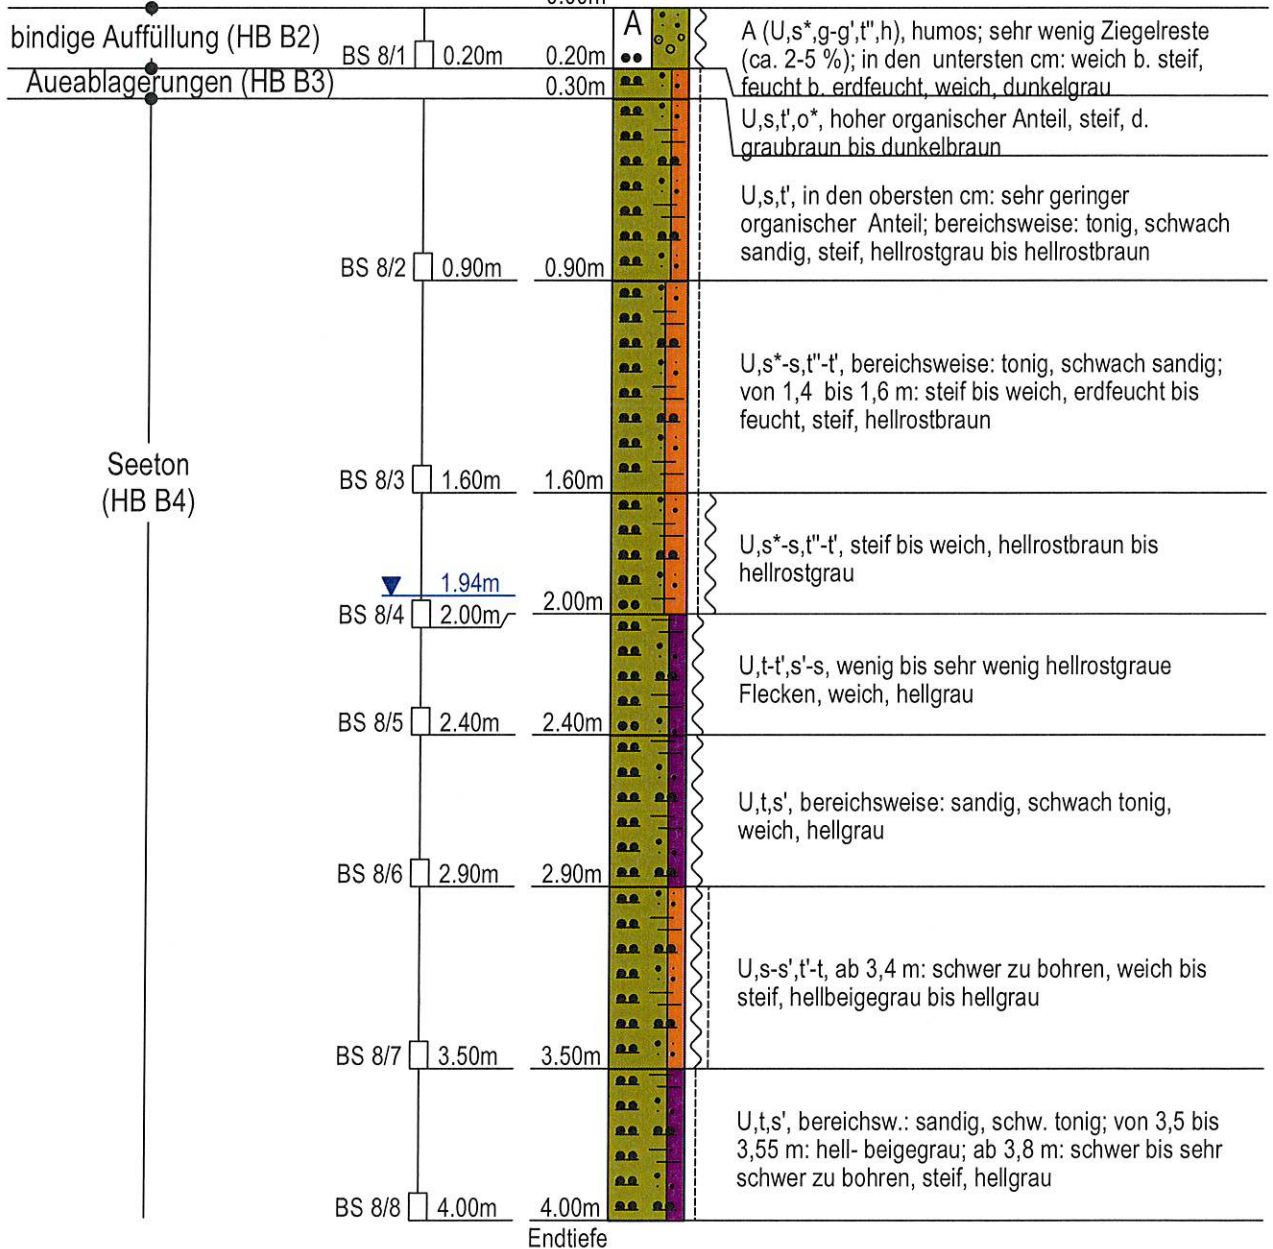 bindige Auffüllung (HB B2)
BS 8/1 0.20m 0.20m
A
A (U,s*,g-g',t'',h), humos; sehr wenig Ziegelreste
(ca. 2-5 %); in den untersten cm: weich b. steif,
feucht b. erdfeucht, weich, dunkelgrau
Aueablagerungen (HB B3)
0.30m
U,s,t',o*, hoher organischer Anteil, steif, d.
graubraun bis dunkelbraun
Seeton
(HB B4)
U,s,t', in den obersten cm: sehr geringer
organischer Anteil; bereichsweise: tonig, schwach
sandig, steif, hellrostgrau bis hellrostbraun
BS 8/2 0.90m 0.90m
U,s*-s,t''-t', bereichsweise: tonig, schwach sandig;
von 1,4 bis 1,6 m: steif bis weich, erdfeucht bis
feucht, steif, hellrostbraun
BS 8/3 1.60m 1.60m
U,s*-s,t''-t', steif bis weich, hellrostbraun bis
hellrostgrau
1.94m
BS 8/4 2.00m 2.00m
U,t-t',s'-s, wenig bis sehr wenig hellrostgraue
Flecken, weich, hellgrau
BS 8/5 2.40m 2.40m
U,t,s', bereichsweise: sandig, schwach tonig,
weich, hellgrau
BS 8/6 2.90m 2.90m
U,s-s',t'-t, ab 3,4 m: schwer zu bohren, weich bis
steif, hellbeigegrau bis hellgrau
BS 8/7 3.50m 3.50m
U,t,s', bereichsw.: sandig, schw. tonig; von 3,5 bis
3,55 m: hell- beigegrau; ab 3,8 m: schwer bis sehr
schwer zu bohren, steif, hellgrau
BS 8/8 4.00m 4.00m
Endtiefe